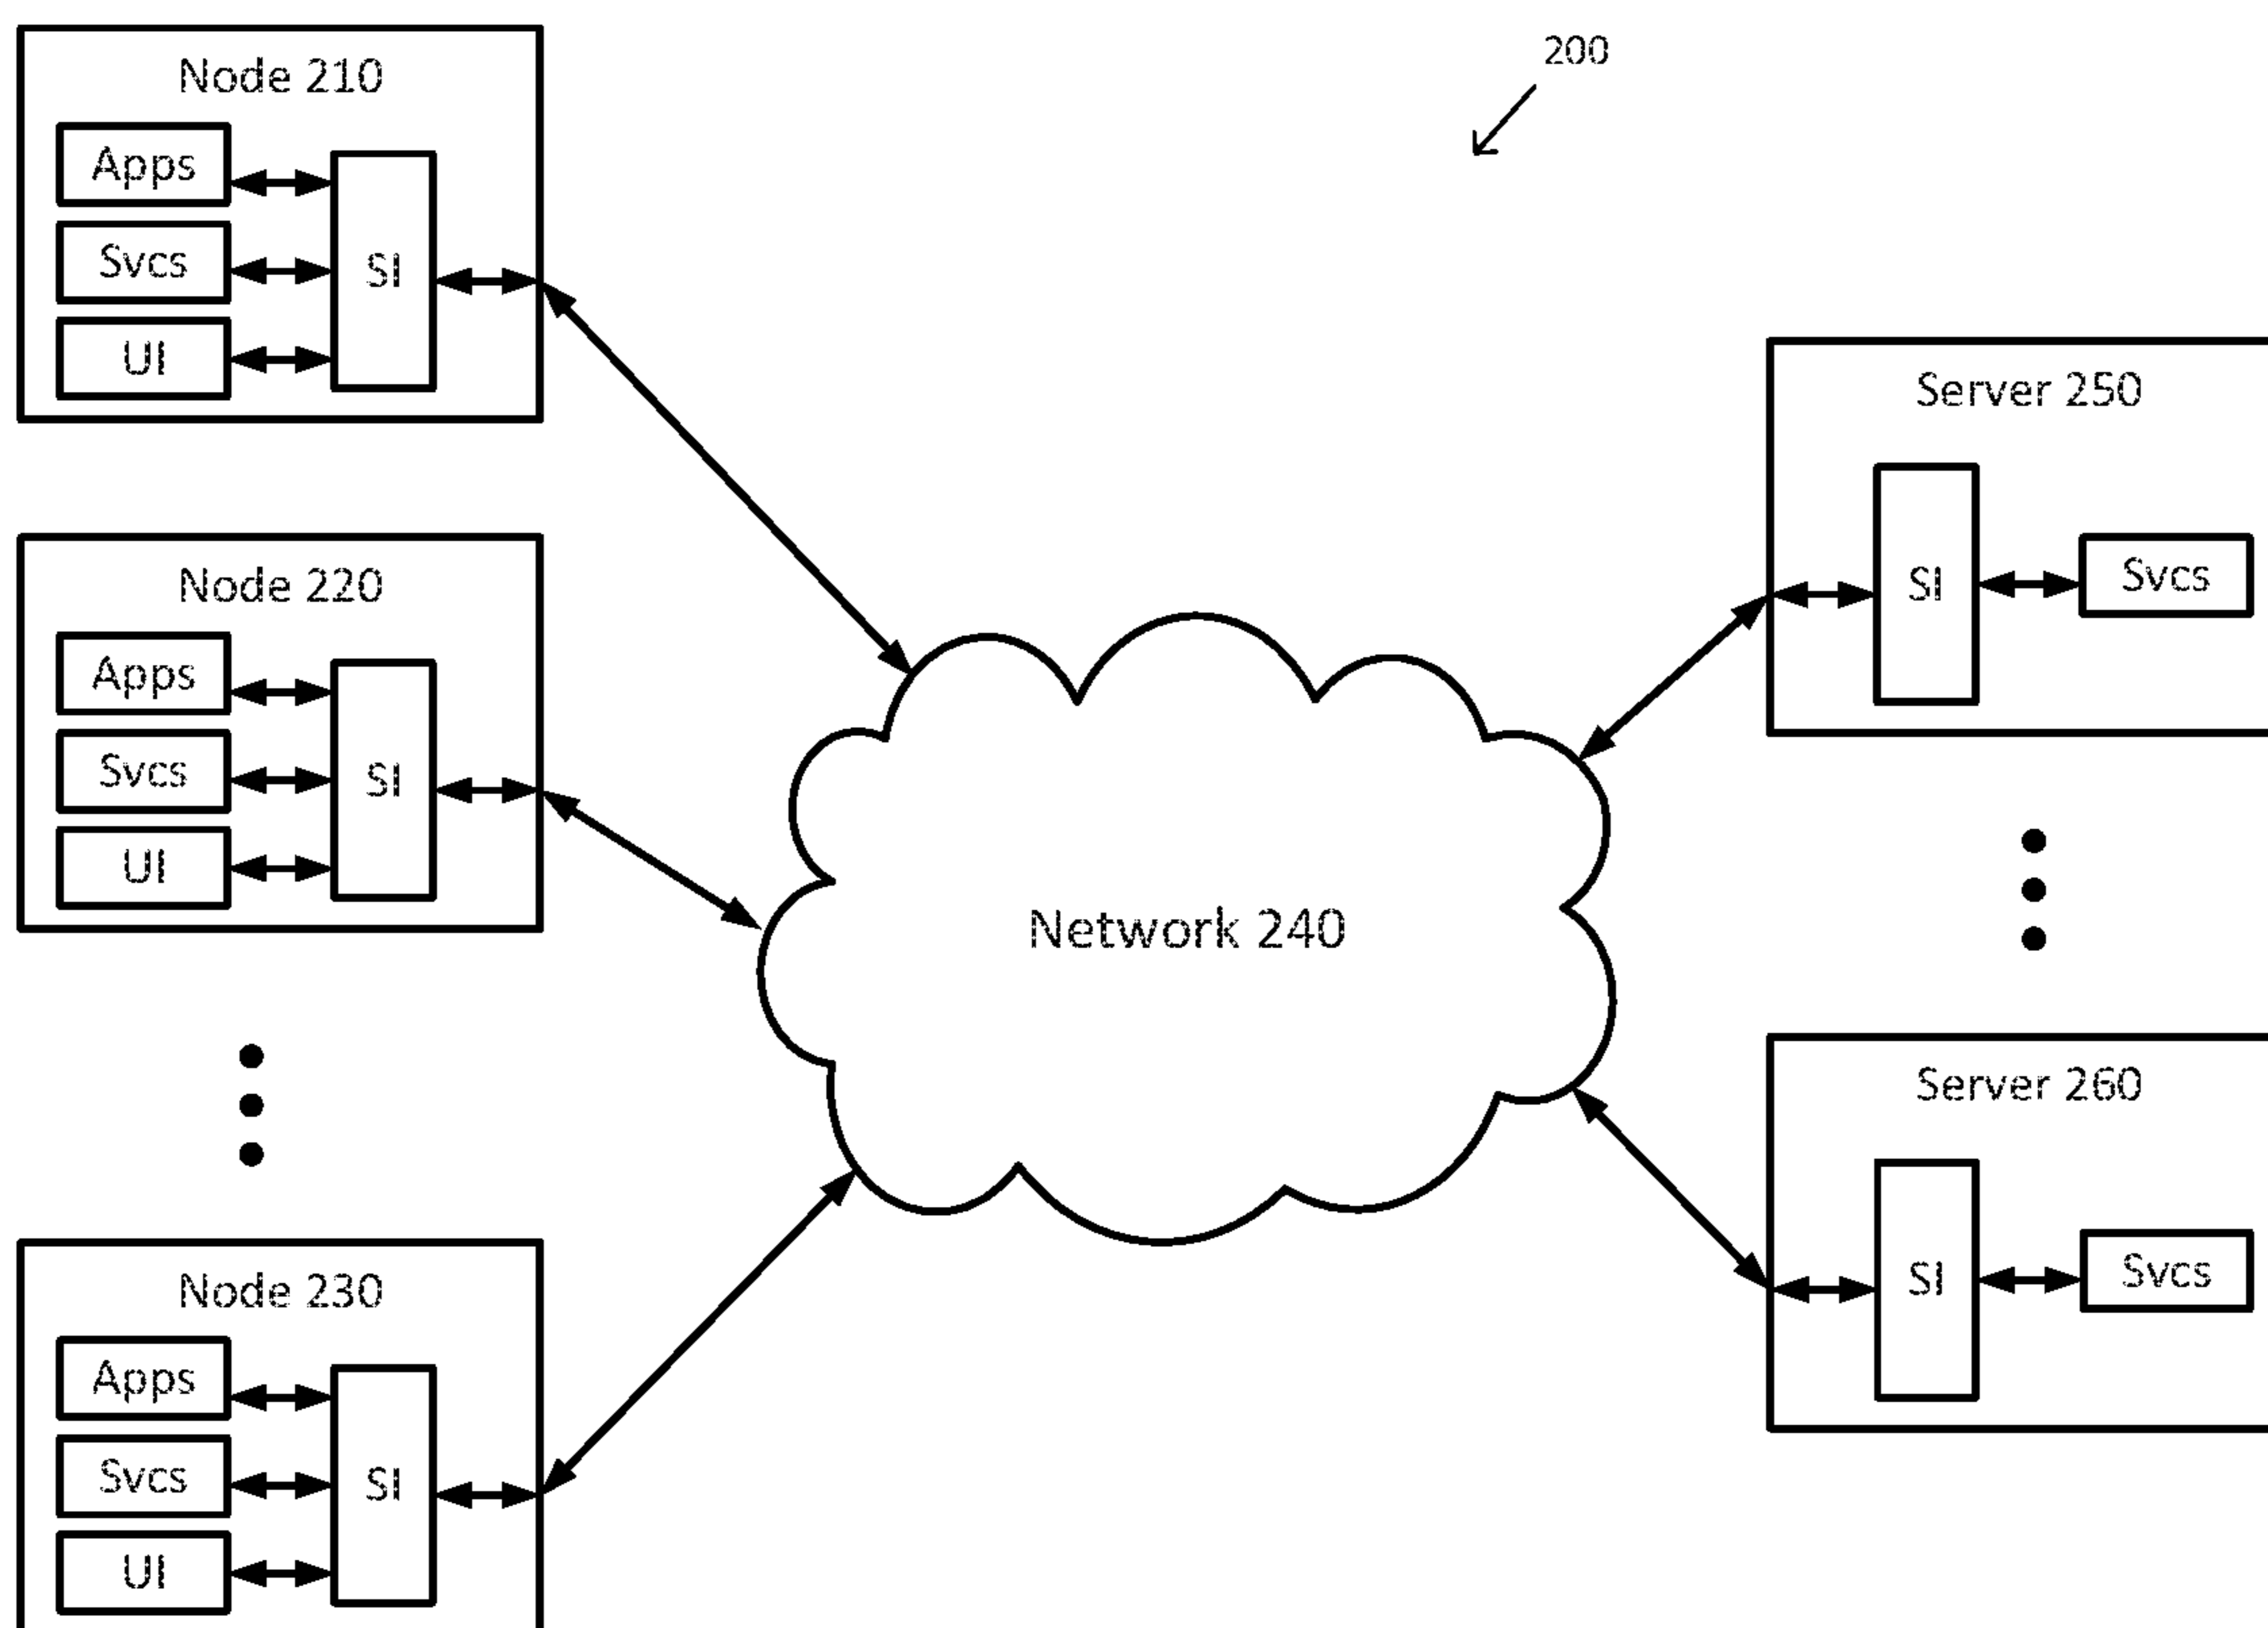 200
Node 210
Apps
Svcs
UI
SI
Node 220
Apps
Svcs
UI
SI
Node 230
Apps
Svcs
UI
SI
Network 240
Server 250
SI
Svcs
Server 260
SI
Svcs